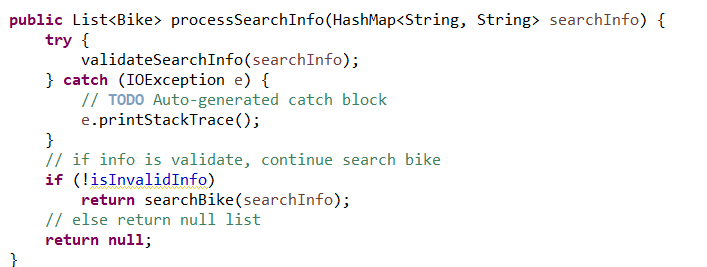 public List<Bike> processSearchInfo(HashMap<String, String> searchInfo) {
    try {
        validateSearchInfo(searchInfo);
    } catch (IOException e) {
        // TODO Auto-generated catch block
        e.printStackTrace();
    }
    // if info is validate, continue search bike
    if (!isInvalidInfo)
        return searchBike(searchInfo);
    // else return null list
    return null;
}